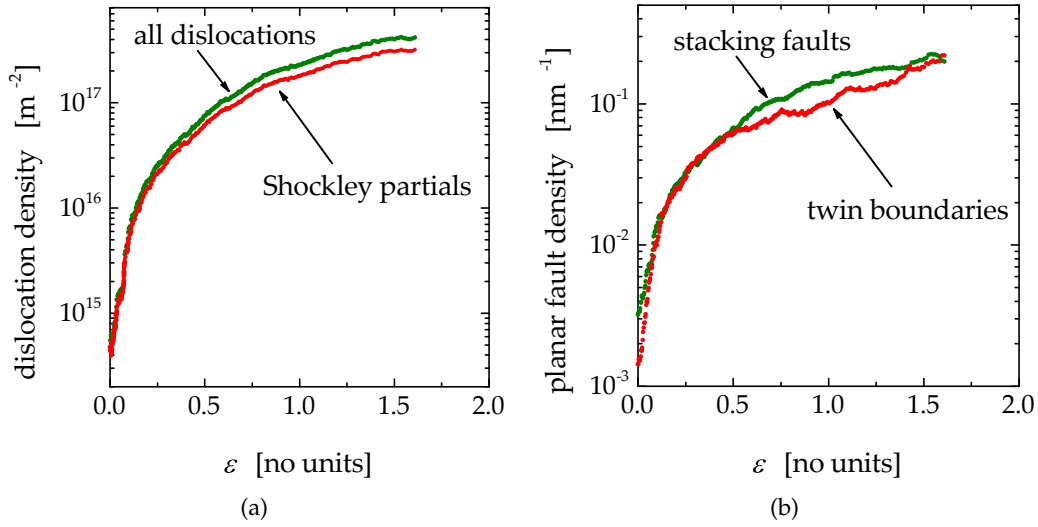 dislocation density [m⁻²]
10¹⁷
10¹⁶
10¹⁵
all dislocations
Shockley partials
0.0 0.5 1.0 1.5 2.0
ε [no units]
(a)
planar fault density [nm⁻¹]
10⁻¹
10⁻²
10⁻³
stacking faults
twin boundaries
0.0 0.5 1.0 1.5 2.0
ε [no units]
(b)